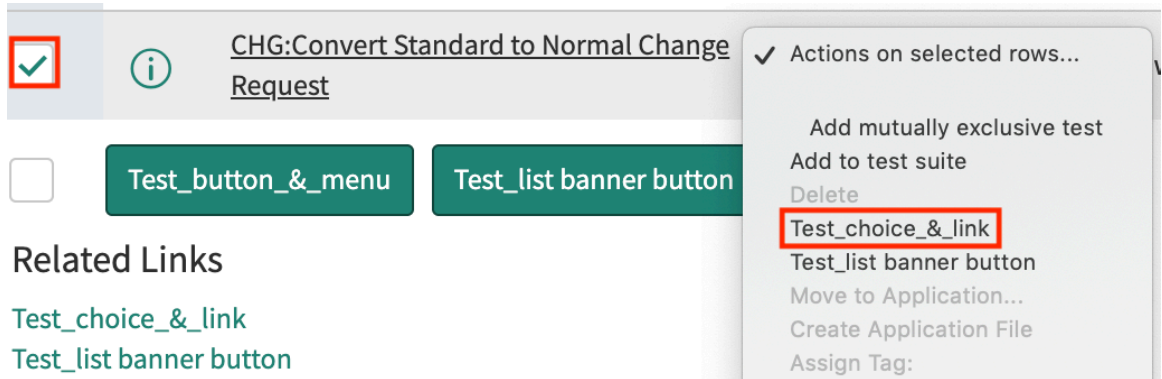 CHG:Convert Standard to Normal Change
Request
Actions on selected rows...
Add mutually exclusive test
Add to test suite
Delete
Test_choice_&_link
Test_list banner button
Move to Application...
Create Application File
Assign Tag:
Test_button_&_menu
Test_list banner button
Related Links
Test_choice_&_link
Test_list banner button